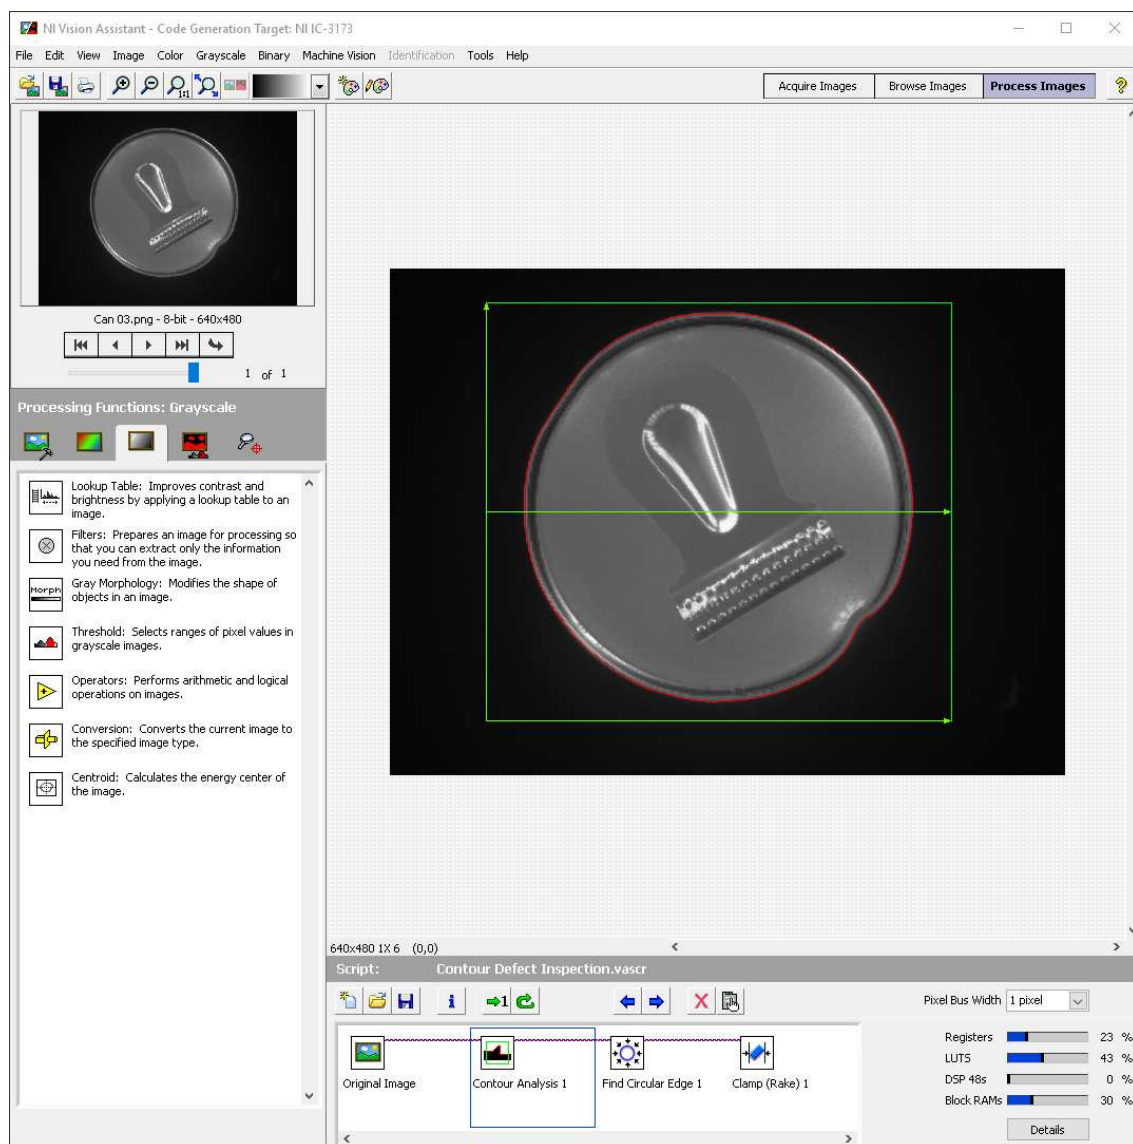 NI Vision Assistant - Code Generation Target: NI IC-3173
File Edit View Image Color Grayscale Binary Machine Vision Identification Tools Help
1:1
Acquire Images Browse Images Process Images
Can 03.png - 8-bit - 640x480
1 of 1
Processing Functions: Grayscale
Lookup Table: Improves contrast and
brightness by applying a lookup table to an
image.
Filters: Prepares an image for processing so
that you can extract only the information
you need from the image.
Morph
Gray Morphology: Modifies the shape of
objects in an image.
Threshold: Selects ranges of pixel values in
grayscale images.
Operators: Performs arithmetic and logical
operations on images.
Conversion: Converts the current image to
the specified image type.
Centroid: Calculates the energy center of
the image.
640x480 1X 6 (0,0)
Script: Contour Defect Inspection.vascr
1
Pixel Bus Width 1 pixel
Original Image Contour Analysis 1 Find Circular Edge 1 Clamp (Rake) 1
Registers 23 %
LUTS 43 %
DSP 48s 0 %
Block RAMs 30 %
Details